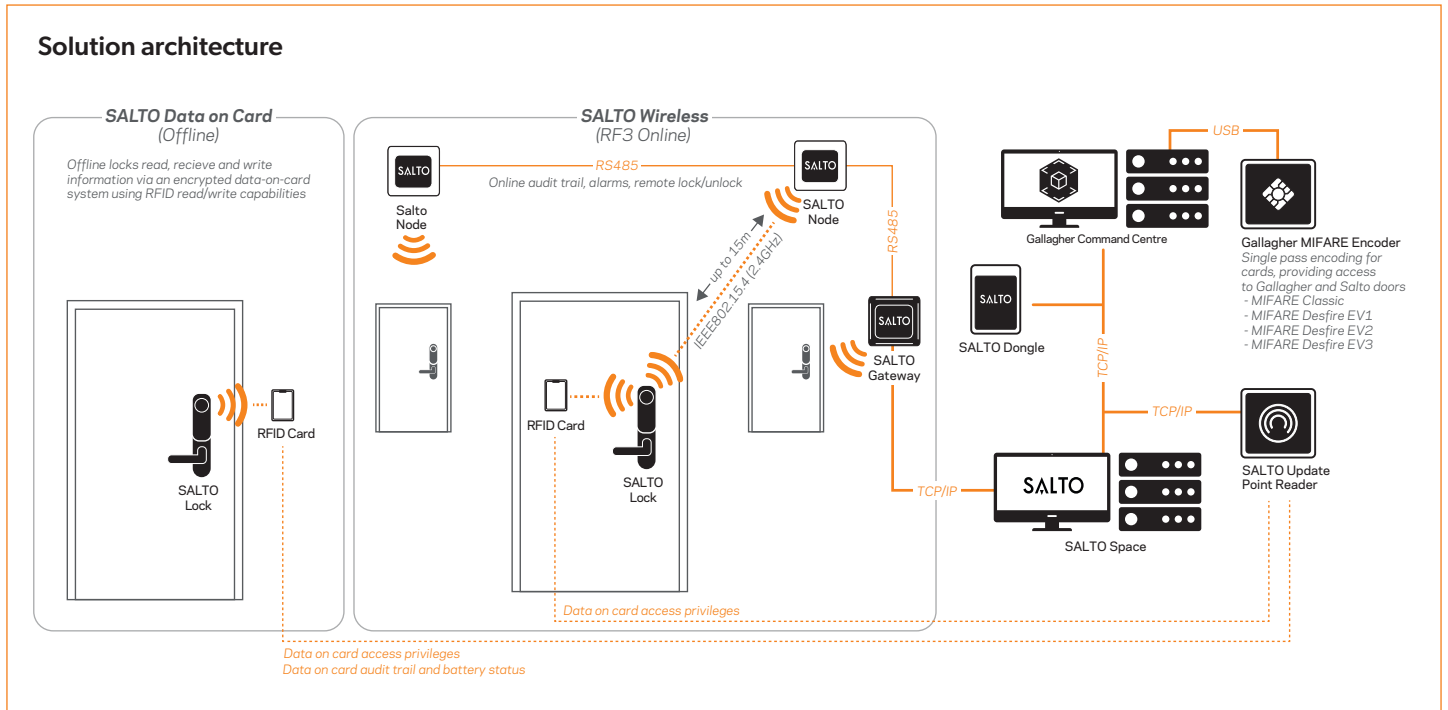 Solution architecture
SALTO Data on Card
(Offline)
Offline locks read, recieve and write
information via an encrypted data-on-card
system using RFID read/write capabilities
RFID Card
SALTO
Lock
SALTO Wireless
(RF3 Online)
SALTO
RS485
SALTO
Online audit trail, alarms, remote lock/unlock
Salto
Node
SALTO
Node
up to 15m
IEEE802.15.4 (2.4GHz)
RS485
SALTO
SALTO
Gateway
RFID Card
SALTO
Lock
TCP/IP
Data on card access privileges
Data on card access privileges
Data on card audit trail and battery status
USB
Gallagher Command Centre
Gallagher MIFARE Encoder
Single pass encoding for
cards, providing access
to Gallagher and Salto doors
- MIFARE Classic
- MIFARE Desfire EV1
- MIFARE Desfire EV2
- MIFARE Desfire EV3
SALTO
SALTO Dongle
TCP/IP
TCP/IP
SALTO Update
Point Reader
SALTO
SALTO Space